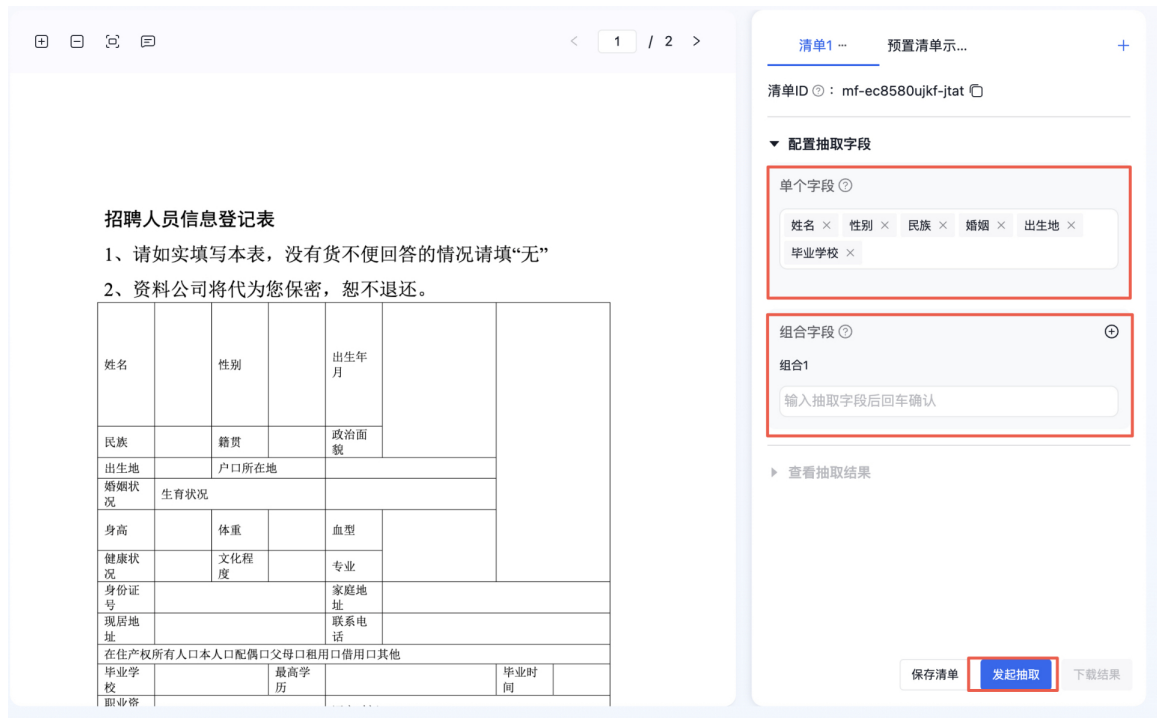 1 / 2
清单1
预置清单示...
清单ID : mf-ec8580ujkf-jtat
配置抽取字段
单个字段
姓名 × 性别 × 民族 × 婚姻 × 出生地 ×
毕业学校 ×
组合字段
组合1
输入抽取字段后回车确认
查看抽取结果
保存清单 发起抽取 下载结果
招聘人员信息登记表
1、请如实填写本表，没有货不便回答的情况请填“无”
2、资料公司将代为您保密，恕不退还。
姓名 性别 出生年
月
民族 籍贯 政治面
貌
出生地 户口所在地
婚姻状
况 生育状况
身高 体重 血型
健康状
况 文化程
度 专业
身份证
号 家庭地
址
现居地
址 联系电
话
在住产权所有人口本人口配偶口父母口租用口借用口其他
毕业学
校 最高学
历 毕业时
间
职业资